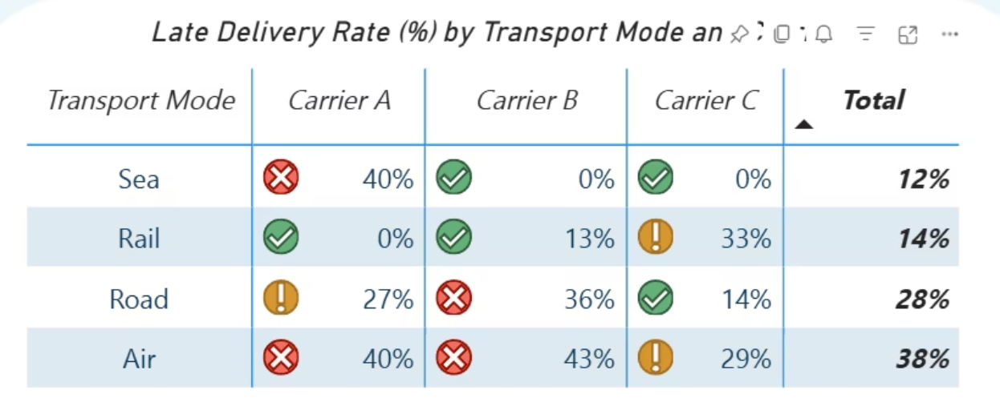 Late Delivery Rate (%) by Transport Mode an
Transport Mode Carrier A Carrier B Carrier C Total
Sea 40% 0% 0% 12%
Rail 0% 13% 33% 14%
Road 27% 36% 14% 28%
Air 40% 43% 29% 38%